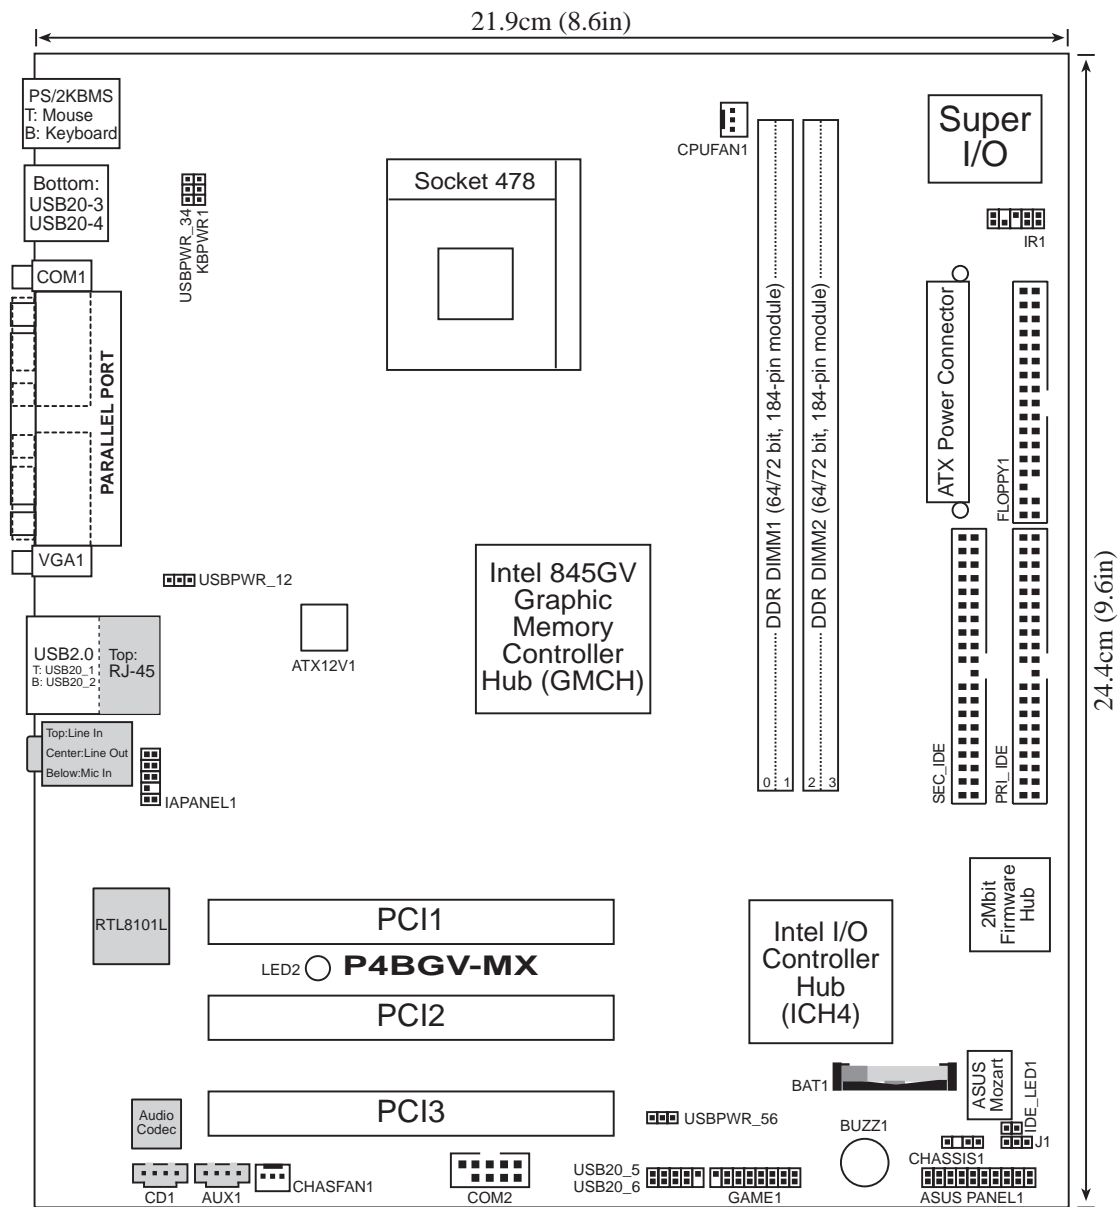 21.9cm (8.6in)
PS/2KBMS
T: Mouse
B: Keyboard
CPUFAN1
Super
I/O
Bottom:
USB20-3
USB20-4
USBPWR_34
KBPWR1
Socket 478
IR1
COM1
PARALLEL PORT
DDR DIMM1 (64/72 bit, 184-pin module)
DDR DIMM2 (64/72 bit, 184-pin module)
ATX Power Connector
FLOPPY1
24.4cm (9.6in)
VGA1
USBPWR_12
Intel 845GV
Graphic
Memory
Controller
Hub (GMCH)
USB2.0
T: USB20_1
B: USB20_2
Top:
RJ-45
ATX12V1
Top:Line In
Center:Line Out
Below:Mic In
IAPANEL1
0 1
2 3
SEC_IDE
PRI_IDE
RTL8101L
PCI1
Intel I/O
Controller
Hub
(ICH4)
2Mbit
Firmware
Hub
LED2
P4BGV-MX
PCI2
BAT1
ASUS
Mozart
IDE_LED1
Audio
Codec
PCI3
USBPWR_56
BUZZ1
J1
CHASSIS1
CD1
AUX1
CHASFAN1
COM2
USB20_5
USB20_6
GAME1
ASUS PANEL1